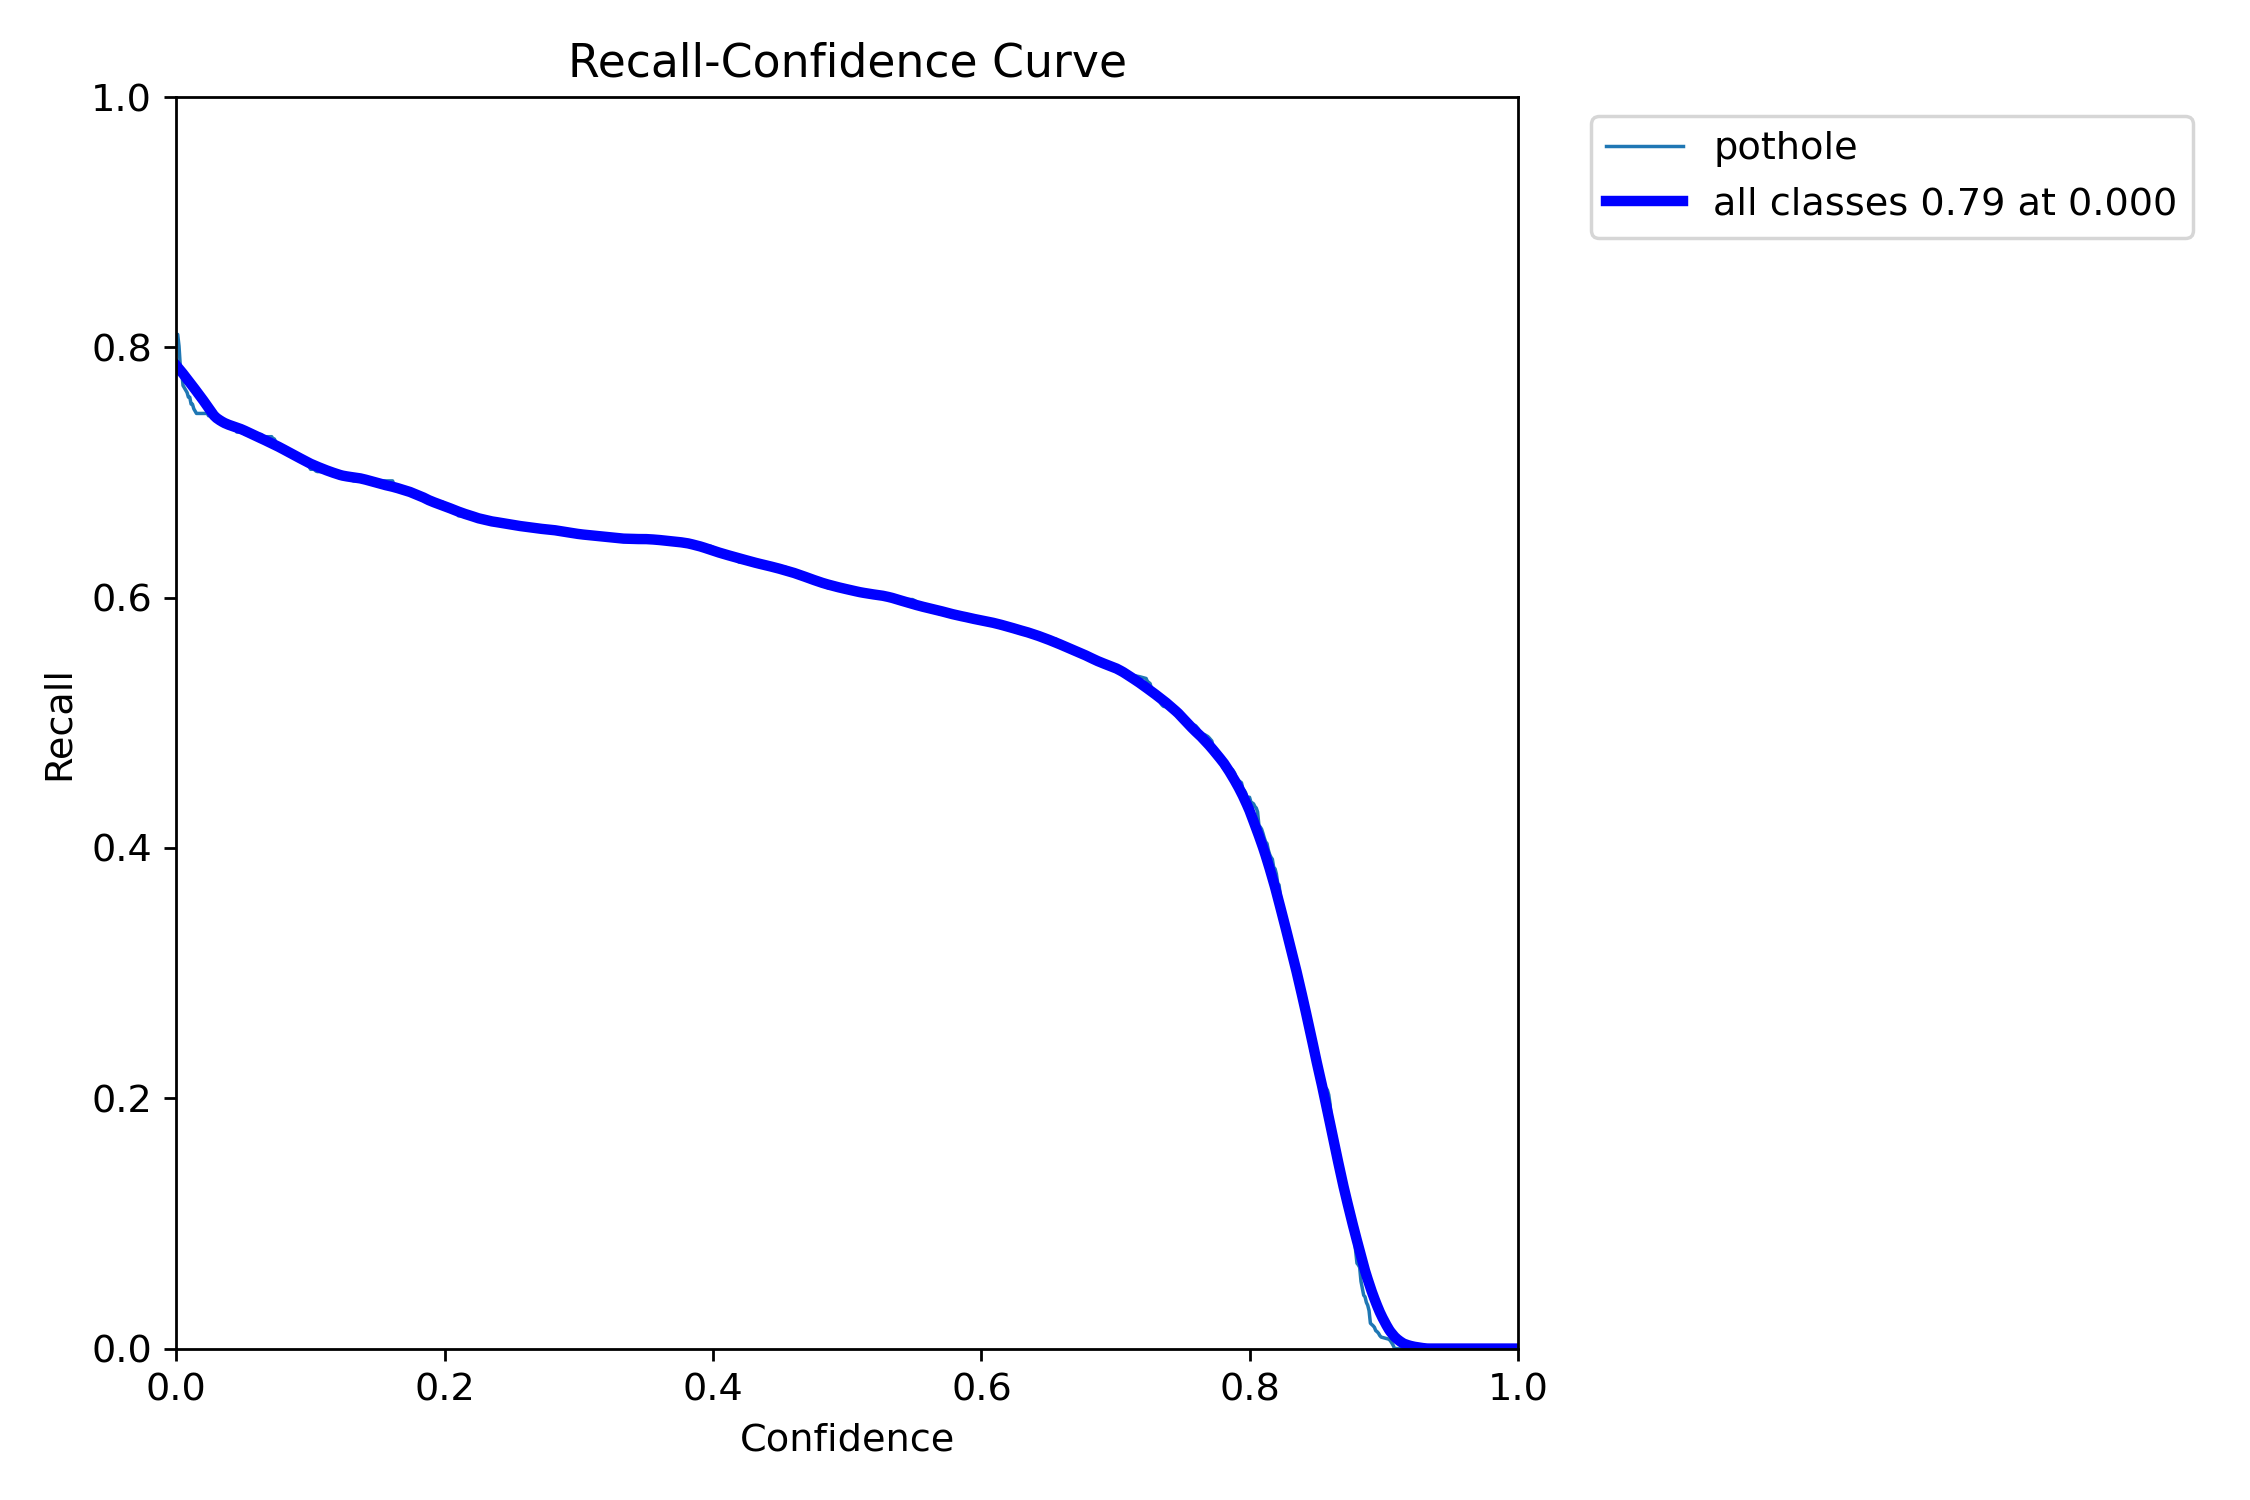 Recall-Confidence Curve
pothole
all classes 0.79 at 0.000
1.0
0.8
0.6
0.4
0.2
0.0
Recall
0.0 0.2 0.4 0.6 0.8 1.0
Confidence